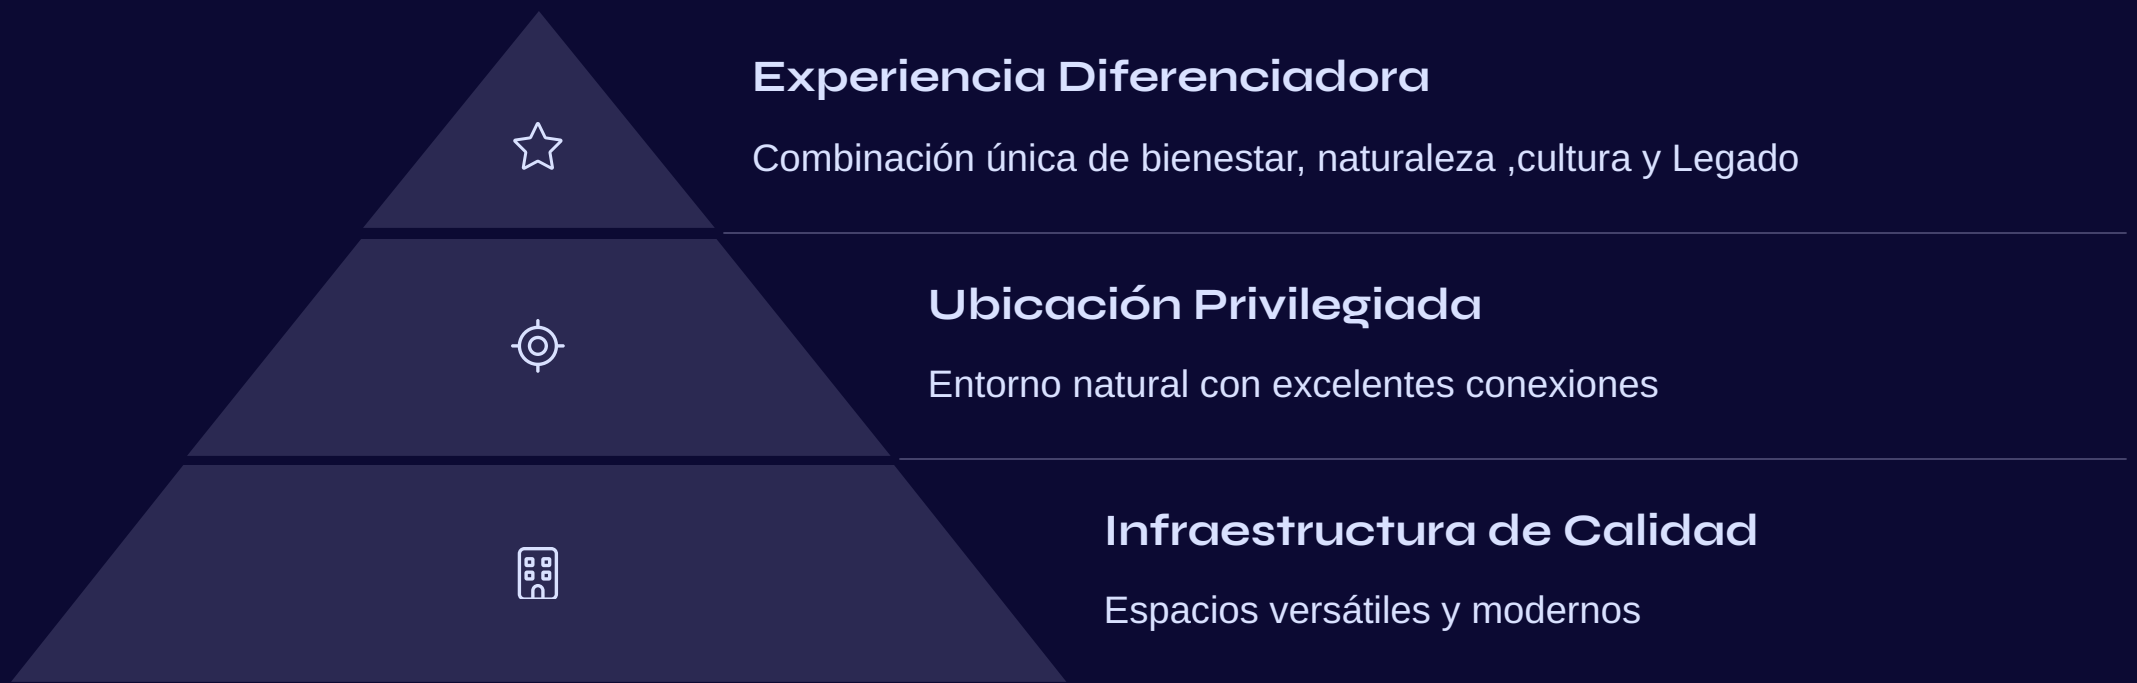 Experiencia Diferenciadora
Combinación única de bienestar, naturaleza ,cultura y Legado
Ubicación Privilegiada
Entorno natural con excelentes conexiones
Infraestructura de Calidad
Espacios versátiles y modernos